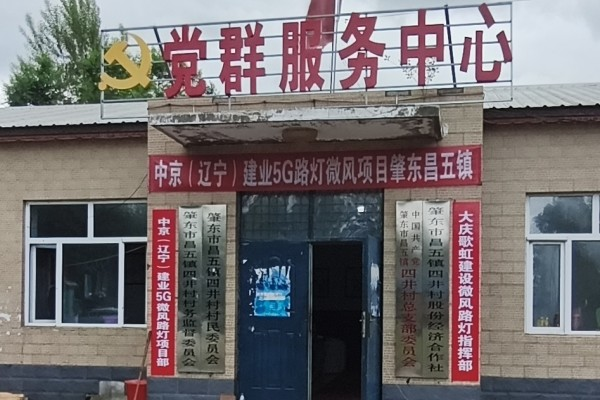 党群服务中心
中京（辽宁）建业5G路灯微风项目肇东昌五镇
中京（辽宁）建业5G微风路灯项目部
肇东市昌五镇四井村村务监督委员会
肇东市昌五镇四井村村民委员会
中国共产党
肇东市昌五镇四井村总支部委员会
肇东市昌五镇四井村股份经济合作社
大庆歌虹建设微风路灯指挥部